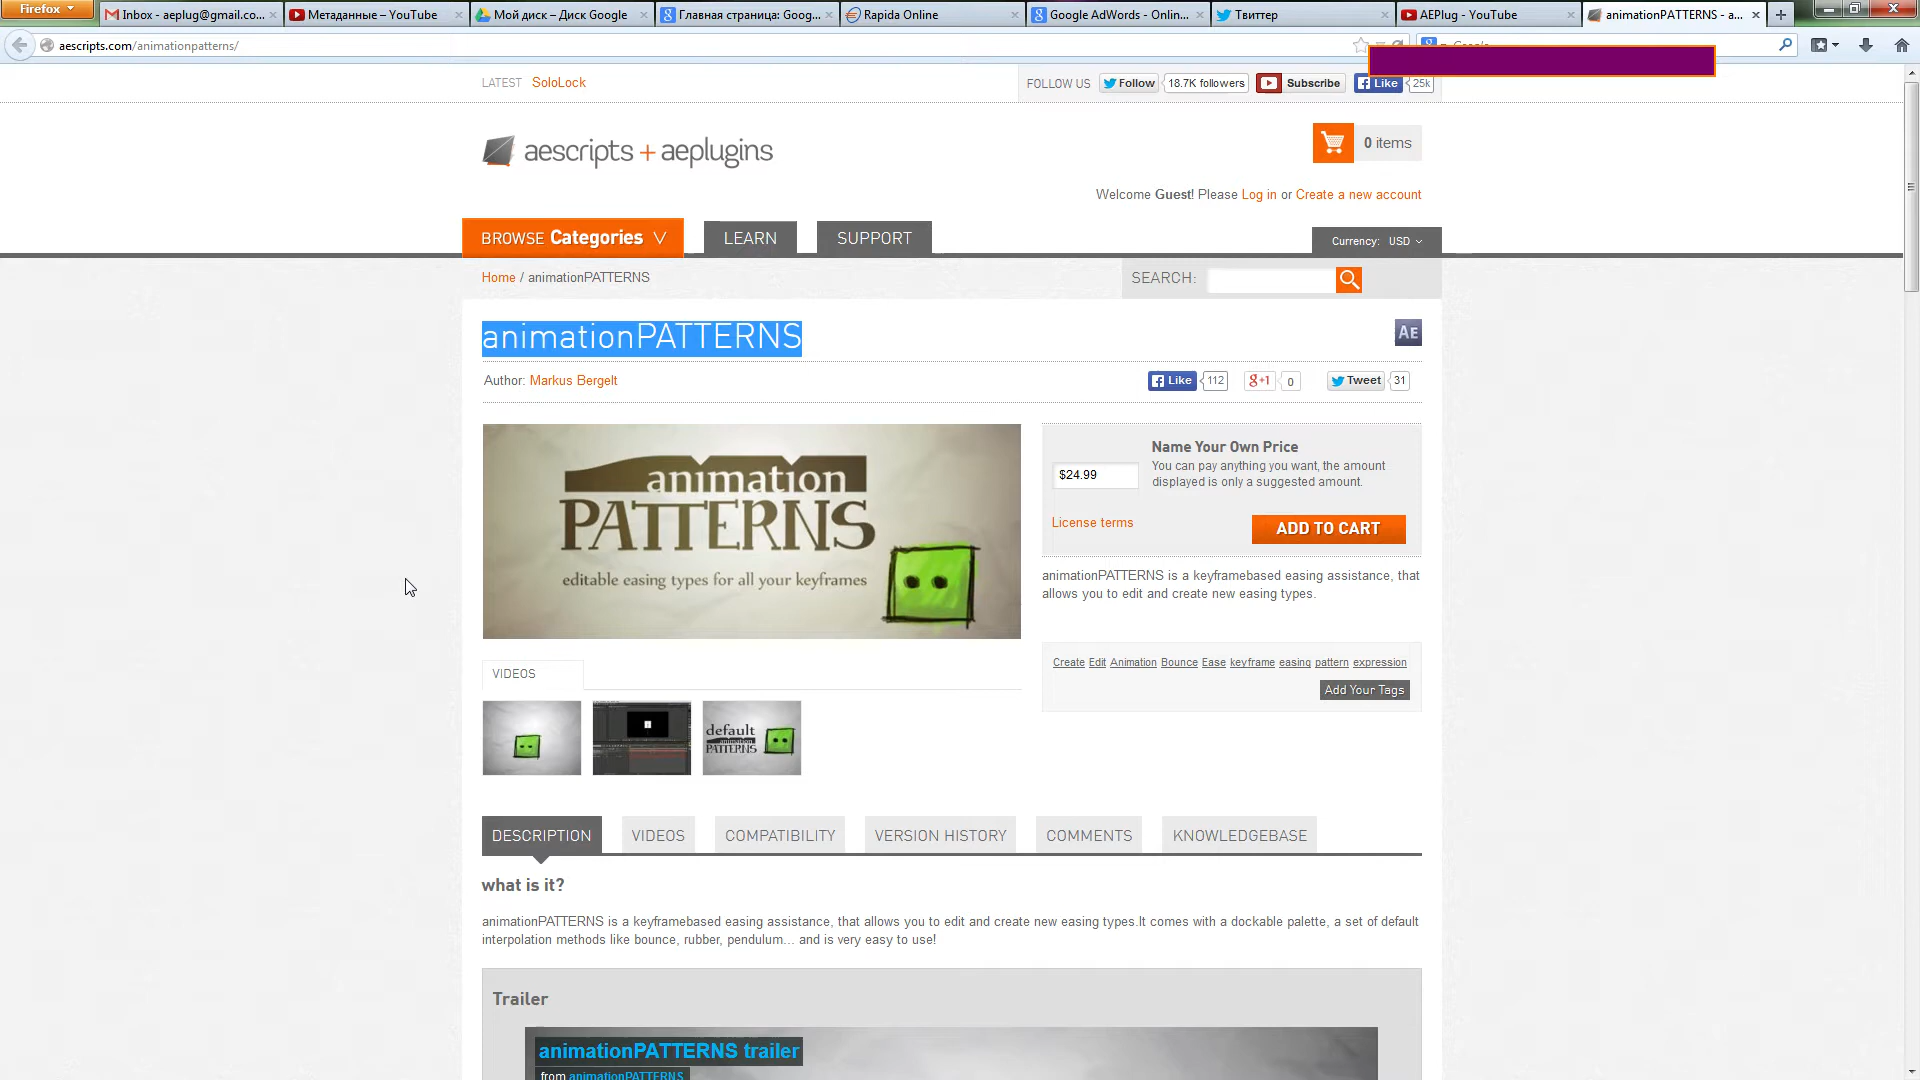 Firefox
Inbox - aeplug@gmail.co...
Метаданные – YouTube
Мой диск – Диск Google
Главная страница: Goog...
Rapida Online
Google AdWords - Onlin...
Твиттер
AEPlug - YouTube
animationPATTERNS - a...
aescripts.com/animationpatterns/
LATEST SoloLock
FOLLOW US Follow 18.7K followers Subscribe Like 25k
aescripts + aeplugins
0 items
Welcome Guest! Please Log in or Create a new account
BROWSE Categories
LEARN
SUPPORT
Currency: USD
Home / animationPATTERNS
SEARCH:
animationPATTERNS
AE
Author: Markus Bergelt
Like 112
g+1 0
Tweet 31
animation
PATTERNS
editable easing types for all your keyframes
Name Your Own Price
$24.99
You can pay anything you want, the amount
displayed is only a suggested amount.
License terms
ADD TO CART
animationPATTERNS is a keyframebased easing assistance, that
allows you to edit and create new easing types.
Create Edit Animation Bounce Ease keyframe easing pattern expression
Add Your Tags
VIDEOS
default
animation
PATTERNS
DESCRIPTION
VIDEOS
COMPATIBILITY
VERSION HISTORY
COMMENTS
KNOWLEDGEBASE
what is it?
animationPATTERNS is a keyframebased easing assistance, that allows you to edit and create new easing types.It comes with a dockable palette, a set of default
interpolation methods like bounce, rubber, pendulum... and is very easy to use!
Trailer
animationPATTERNS trailer
from animationPATTERNS